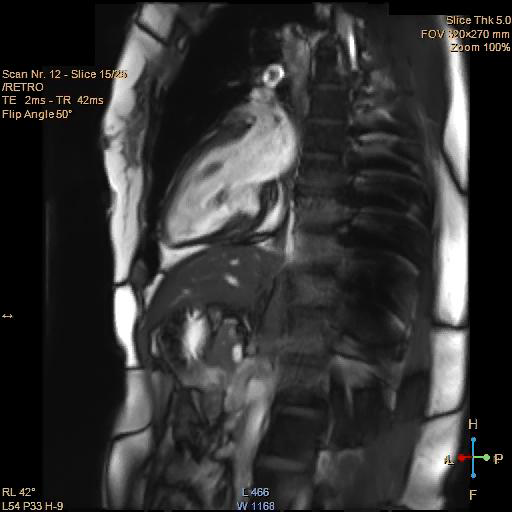 Slice Thk 5.0
FOV 320x270 mm
Zoom 100%
Scan Nr. 12 - Slice 15/25
/RETRO
TE 2ms - TR 42ms
Flip Angle 50°
H
P
F
RL 42°
L54 P33 H-9
L 466
W 1168